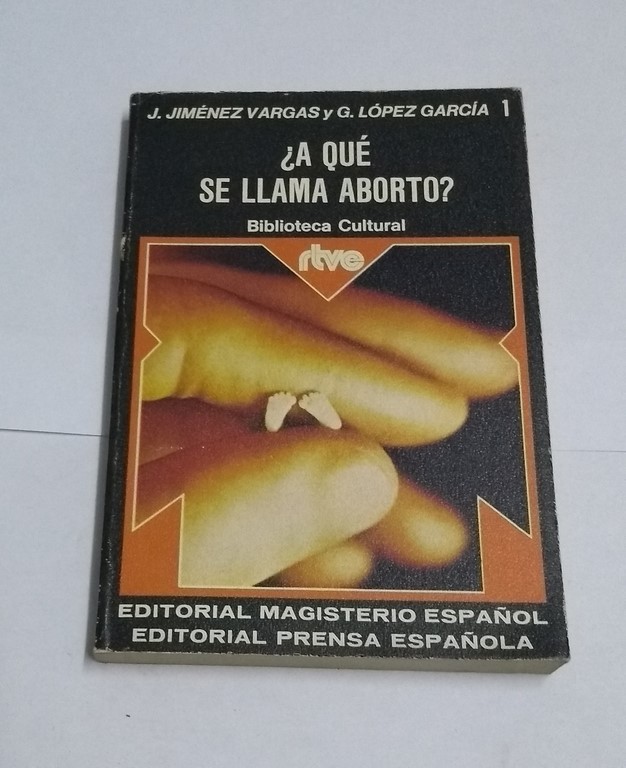 J. JIMÉNEZ VARGAS y G. LÓPEZ GARCÍA 1
¿A QUÉ
SE LLAMA ABORTO?
Biblioteca Cultural
rtve
EDITORIAL MAGISTERIO ESPAÑOL
EDITORIAL PRENSA ESPAÑOLA